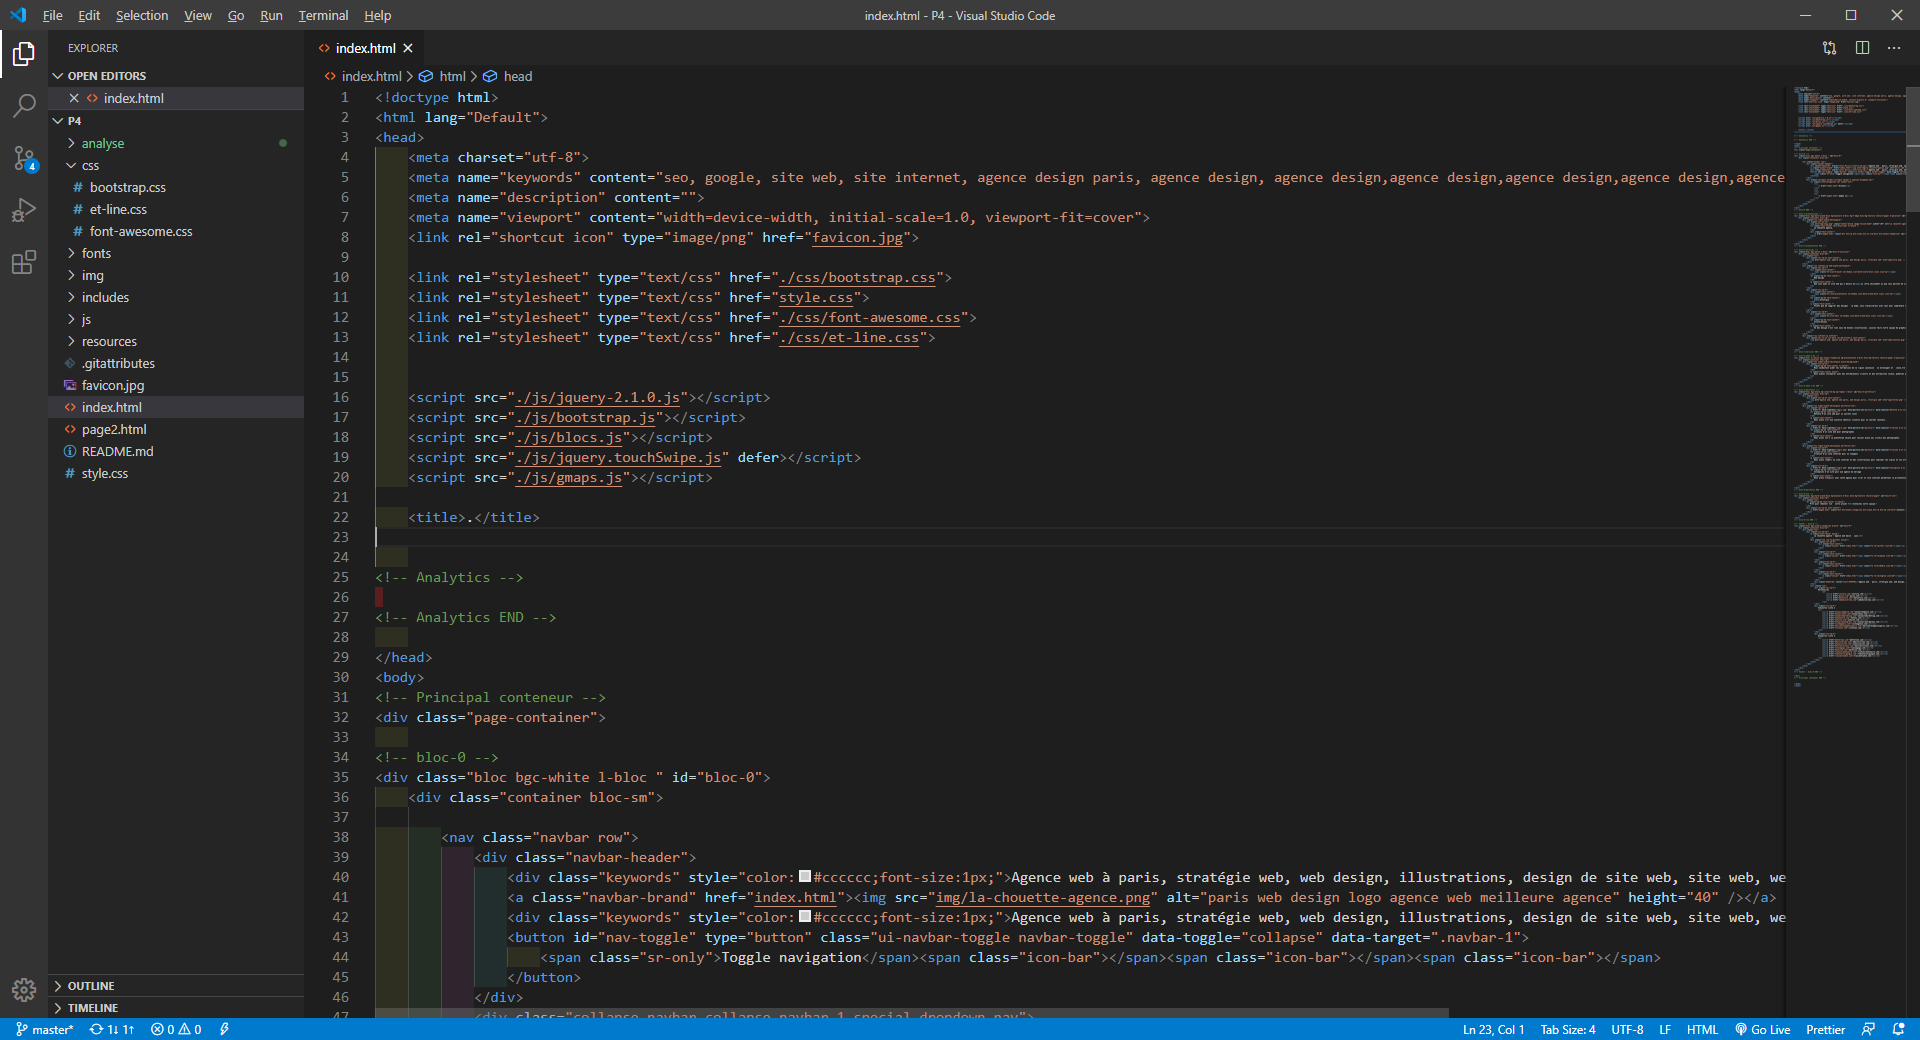 File Edit Selection View Go Run Terminal Help
index.html - P4 - Visual Studio Code
EXPLORER
OPEN EDITORS
index.html
P4
analyse
css
bootstrap.css
et-line.css
font-awesome.css
fonts
img
includes
js
resources
.gitattributes
favicon.jpg
index.html
page2.html
README.md
style.css
OUTLINE
TIMELINE
4
index.html
index.html > html > head
1 <!doctype html>
2 <html lang="Default">
3 <head>
4 <meta charset="utf-8">
5 <meta name="keywords" content="seo, google, site web, site internet, agence design paris, agence design, agence design,agence design,agence design,agence design,agence
6 <meta name="description" content="">
7 <meta name="viewport" content="width=device-width, initial-scale=1.0, viewport-fit=cover">
8 <link rel="shortcut icon" type="image/png" href="favicon.jpg">
9
10 <link rel="stylesheet" type="text/css" href="./css/bootstrap.css">
11 <link rel="stylesheet" type="text/css" href="style.css">
12 <link rel="stylesheet" type="text/css" href="./css/font-awesome.css">
13 <link rel="stylesheet" type="text/css" href="./css/et-line.css">
14
15
16 <script src="./js/jquery-2.1.0.js"></script>
17 <script src="./js/bootstrap.js"></script>
18 <script src="./js/blocs.js"></script>
19 <script src="./js/jquery.touchSwipe.js" defer></script>
20 <script src="./js/gmaps.js"></script>
21
22 <title>.</title>
23
24
25 <!-- Analytics -->
26
27 <!-- Analytics END -->
28
29 </head>
30 <body>
31 <!-- Principal conteneur -->
32 <div class="page-container">
33
34 <!-- bloc-0 -->
35 <div class="bloc bgc-white l-bloc " id="bloc-0">
36 <div class="container bloc-sm">
37
38 <nav class="navbar row">
39 <div class="navbar-header">
40 <div class="keywords" style="color:#cccccc;font-size:1px;">Agence web à paris, stratégie web, web design, illustrations, design de site web, site web, we
41 <a class="navbar-brand" href="index.html"><img src="img/la-chouette-agence.png" alt="paris web design logo agence web meilleure agence" height="40" /></a>
42 <div class="keywords" style="color:#cccccc;font-size:1px;">Agence web à paris, stratégie web, web design, illustrations, design de site web, site web, we
43 <button id="nav-toggle" type="button" class="ui-navbar-toggle navbar-toggle" data-toggle="collapse" data-target=".navbar-1">
44 <span class="sr-only">Toggle navigation</span><span class="icon-bar"></span><span class="icon-bar"></span><span class="icon-bar"></span>
45 </button>
46 </div>
47 <div class="collapse navbar-collapse navbar-1 special-dropdown-nav">
master* 1↓ 1↑ 0 0
Ln 23, Col 1 Tab Size: 4 UTF-8 LF HTML Go Live Prettier